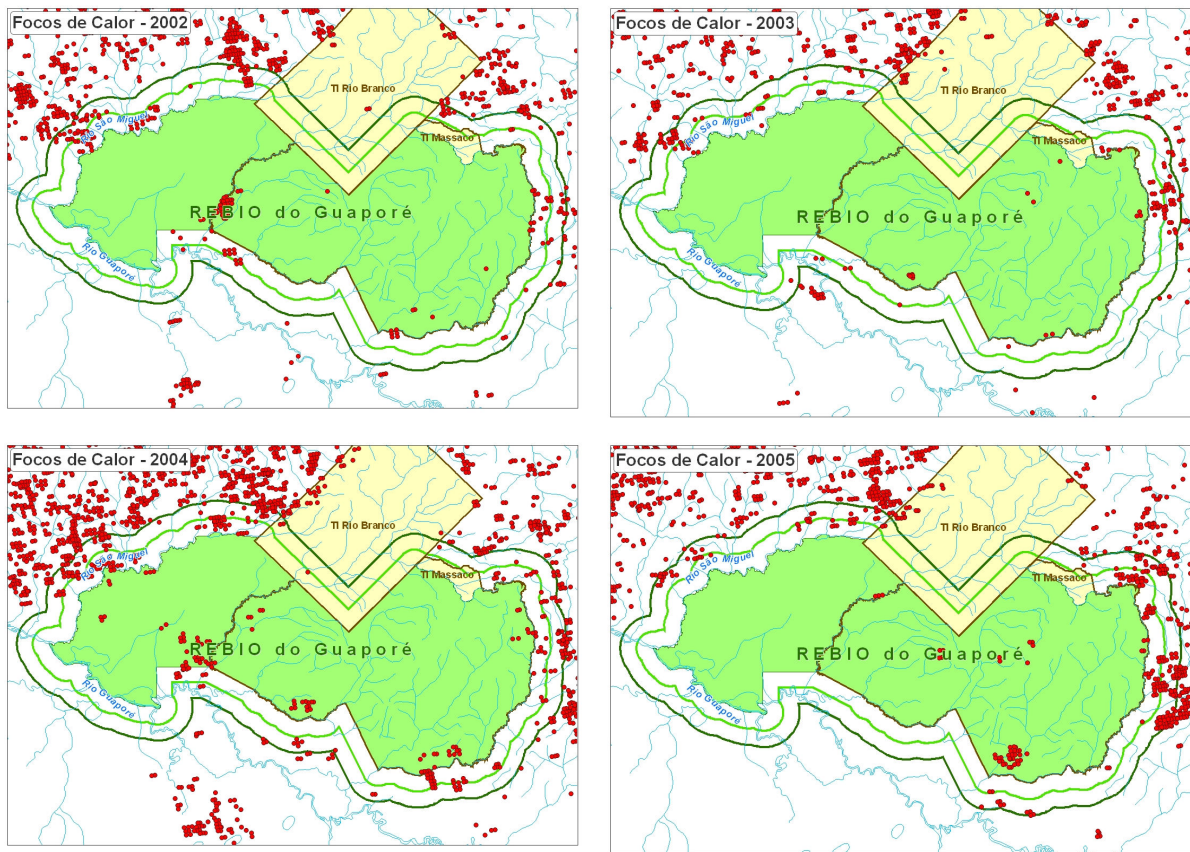 Focos de Calor - 2002
TI Rio Branco
Rio São Miguel
TI Massaco
REBIO do Guaporé
Rio Guaporé
Focos de Calor - 2003
TI Rio Branco
Rio São Miguel
TI Massaco
REBIO do Guaporé
Rio Guaporé
Focos de Calor - 2004
TI Rio Branco
Rio São Miguel
TI Massaco
REBIO do Guaporé
Rio Guaporé
Focos de Calor - 2005
TI Rio Branco
Rio São Miguel
TI Massaco
REBIO do Guaporé
Rio Guaporé